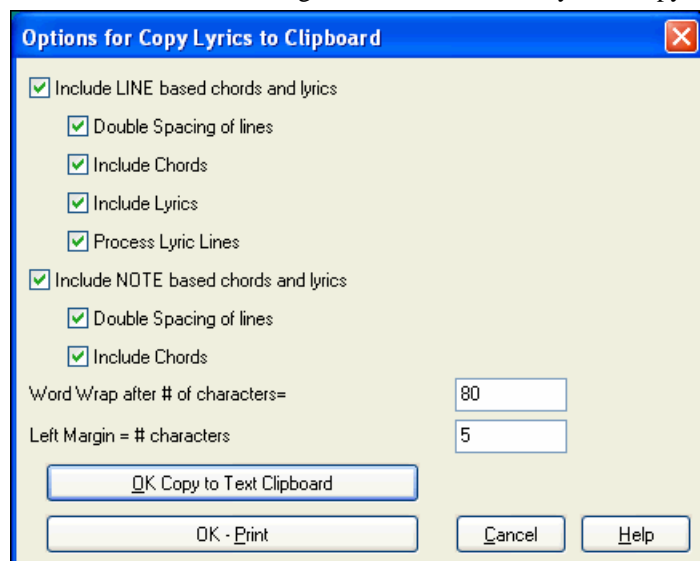 Options for Copy Lyrics to Clipboard
Include LINE based chords and lyrics
Double Spacing of lines
Include Chords
Include Lyrics
Process Lyric Lines
Include NOTE based chords and lyrics
Double Spacing of lines
Include Chords
Word Wrap after # of characters= 80
Left Margin = # characters 5
OK Copy to Text Clipboard
OK - Print Cancel Help